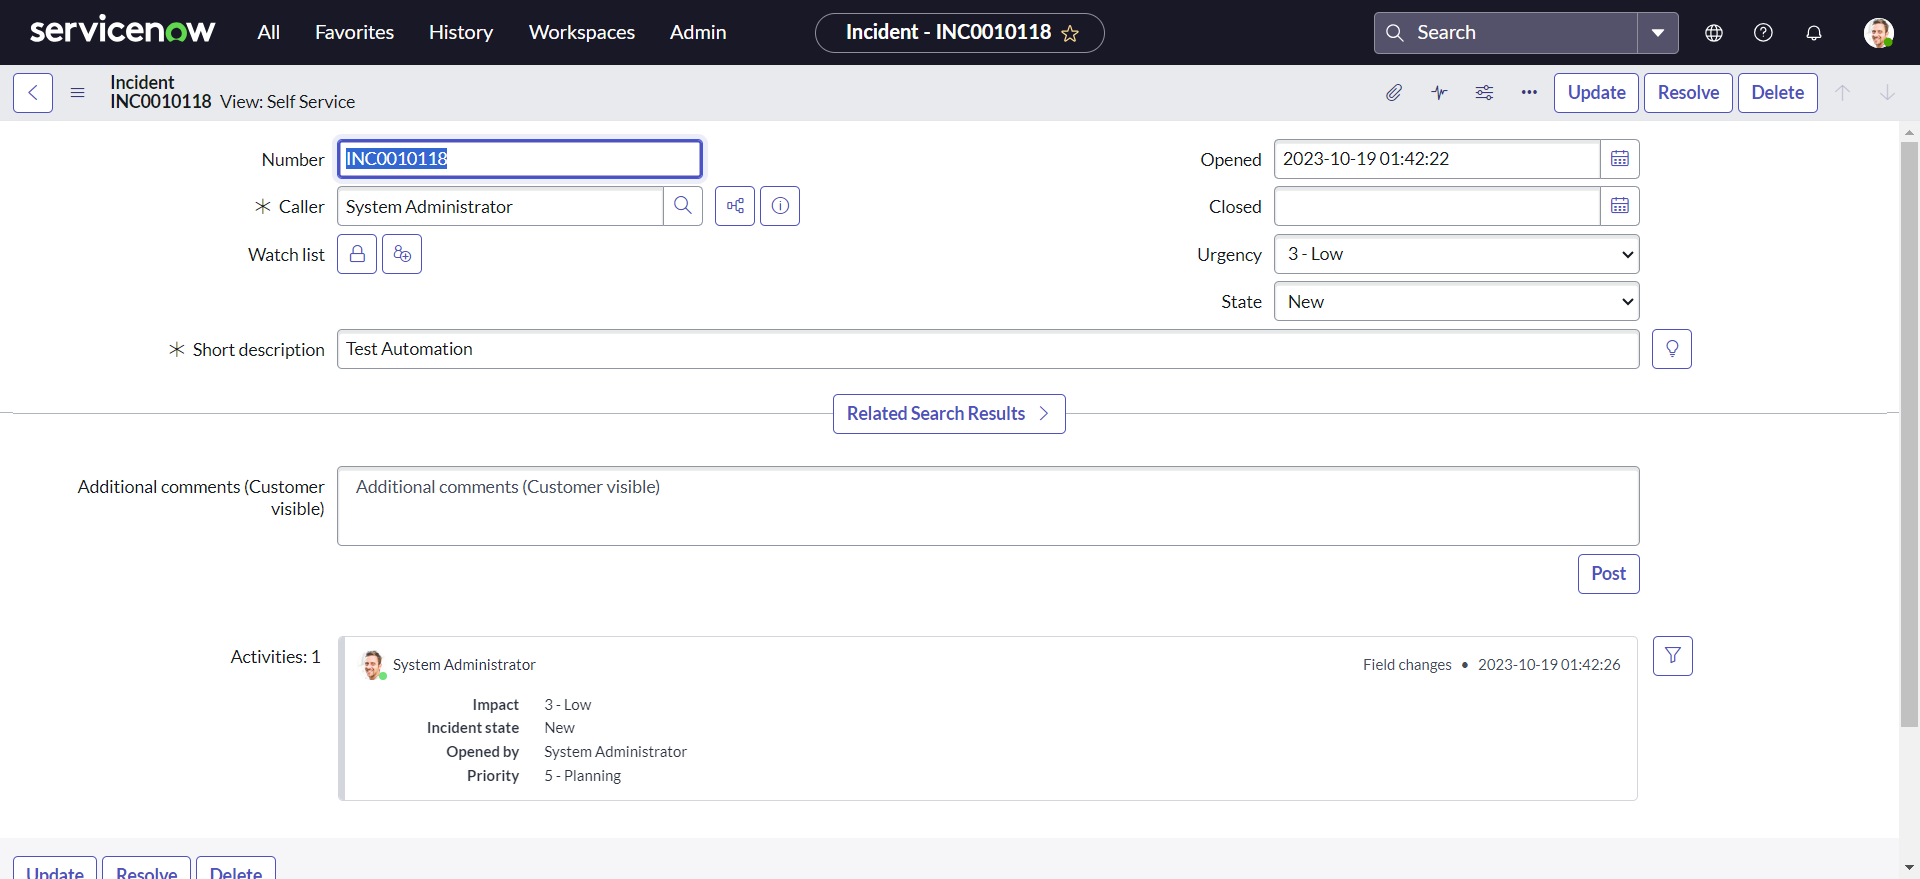 servicenow All Favorites History Workspaces Admin Incident - INC0010118 Search
Incident
INC0010118 View: Self Service
Update Resolve Delete
Number INC0010118
Opened 2023-10-19 01:42:22
Caller System Administrator
Closed
Watch list
Urgency 3 - Low
State New
Short description Test Automation
Related Search Results
Additional comments (Customer
visible)
Additional comments (Customer visible)
Post
Activities: 1
System Administrator
Field changes • 2023-10-19 01:42:26
Impact 3 - Low
Incident state New
Opened by System Administrator
Priority 5 - Planning
Update Resolve Delete